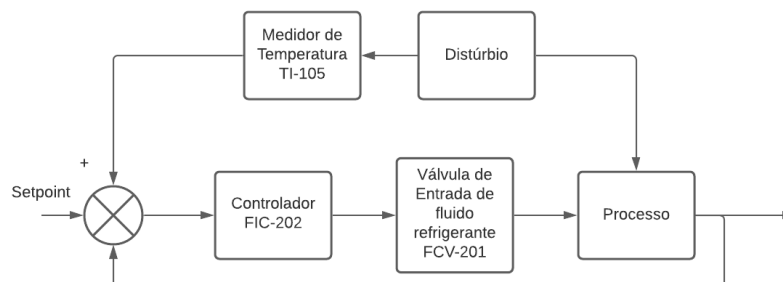 Medidor de
Temperatura
TI-105
Distúrbio
+
Setpoint
Controlador
FIC-202
Válvula de
Entrada de
fluido
refrigerante
FCV-201
Processo